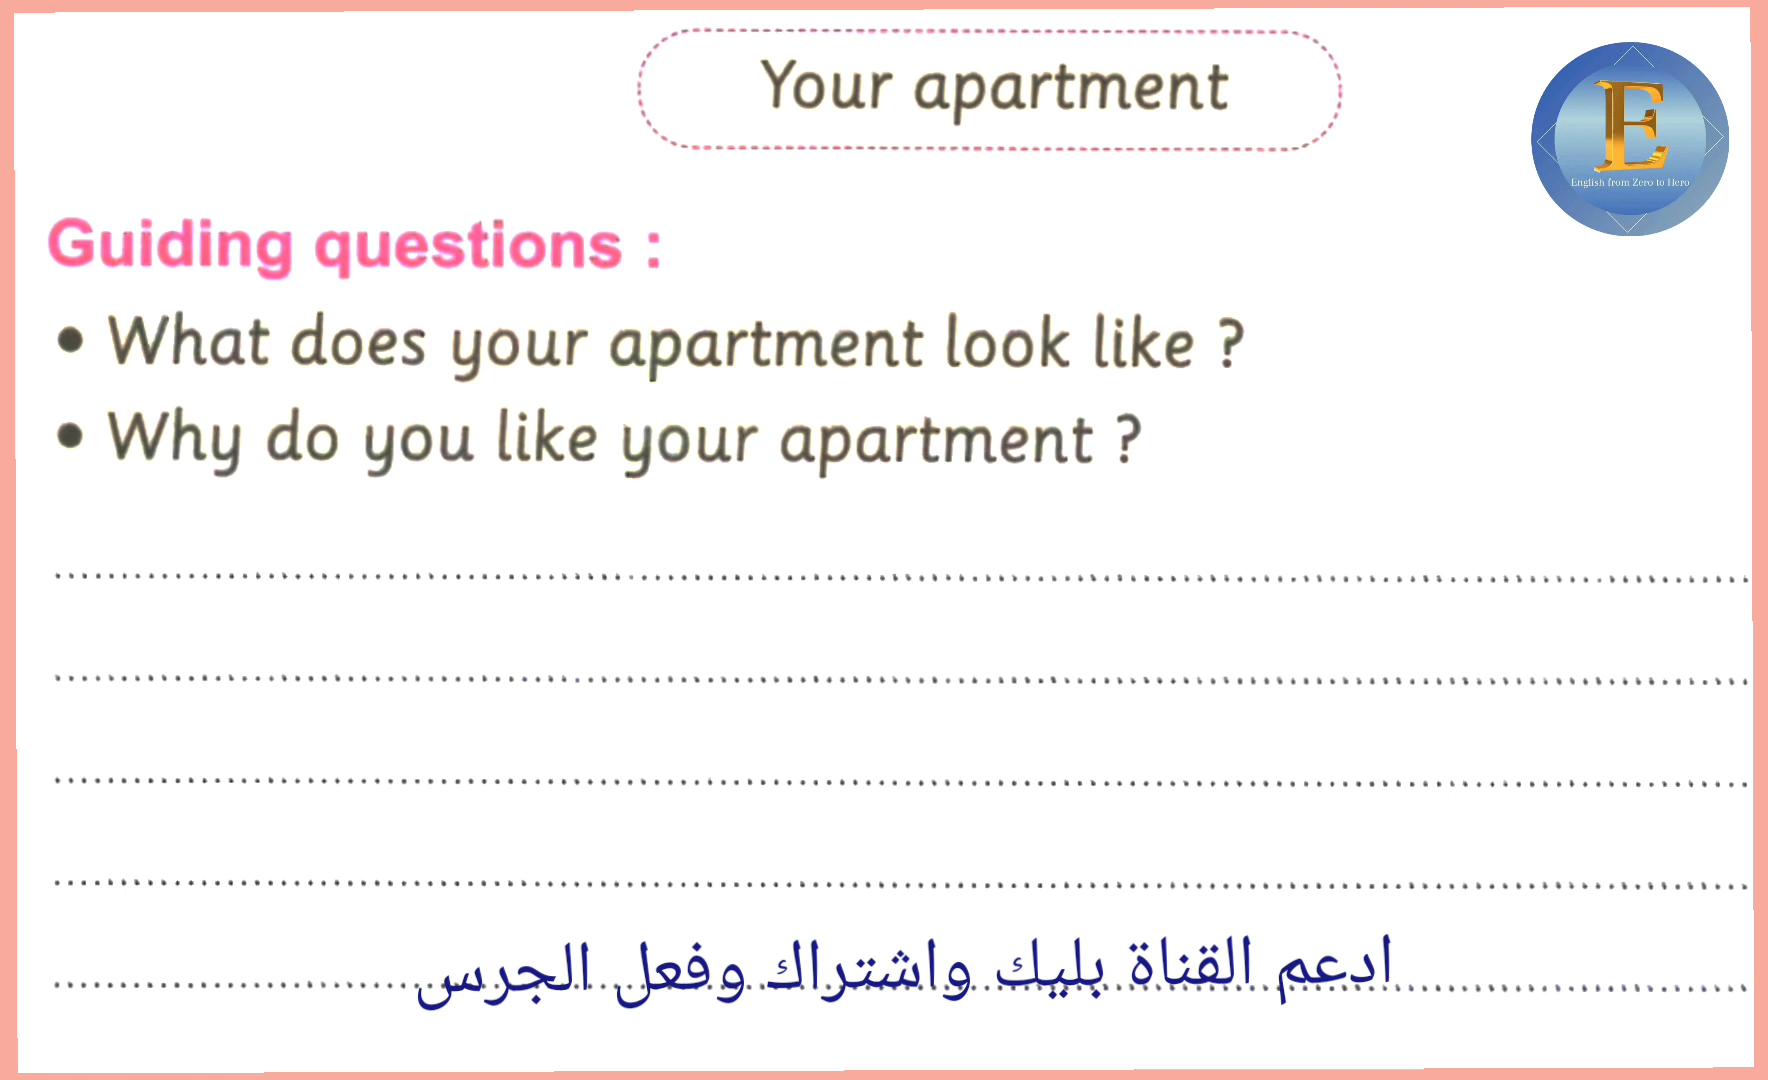 Your apartment
E
English from Zero to Hero
Guiding questions :
• What does your apartment look like ?
• Why do you like your apartment ?
ادعم القناة بليك واشتراك وفعل الجرس